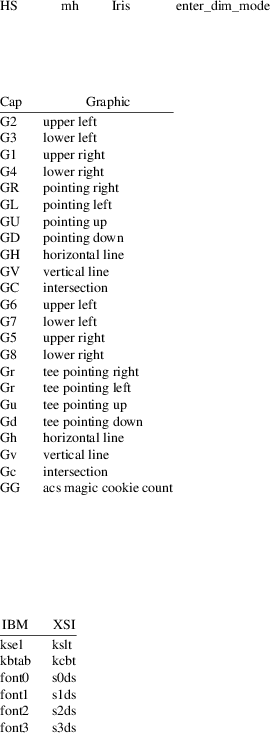 HS mh Iris enter_dim_mode
Cap Graphic
G2 upper left
G3 lower left
G1 upper right
G4 lower right
GR pointing right
GL pointing left
GU pointing up
GD pointing down
GH horizontal line
GV vertical line
GC intersection
G6 upper left
G7 lower left
G5 upper right
G8 lower right
Gr tee pointing right
Gr tee pointing left
Gu tee pointing up
Gd tee pointing down
Gh horizontal line
Gv vertical line
Gc intersection
GG acs magic cookie count
IBM XSI
ksel kslt
kbtab kcbt
font0 s0ds
font1 s1ds
font2 s2ds
font3 s3ds